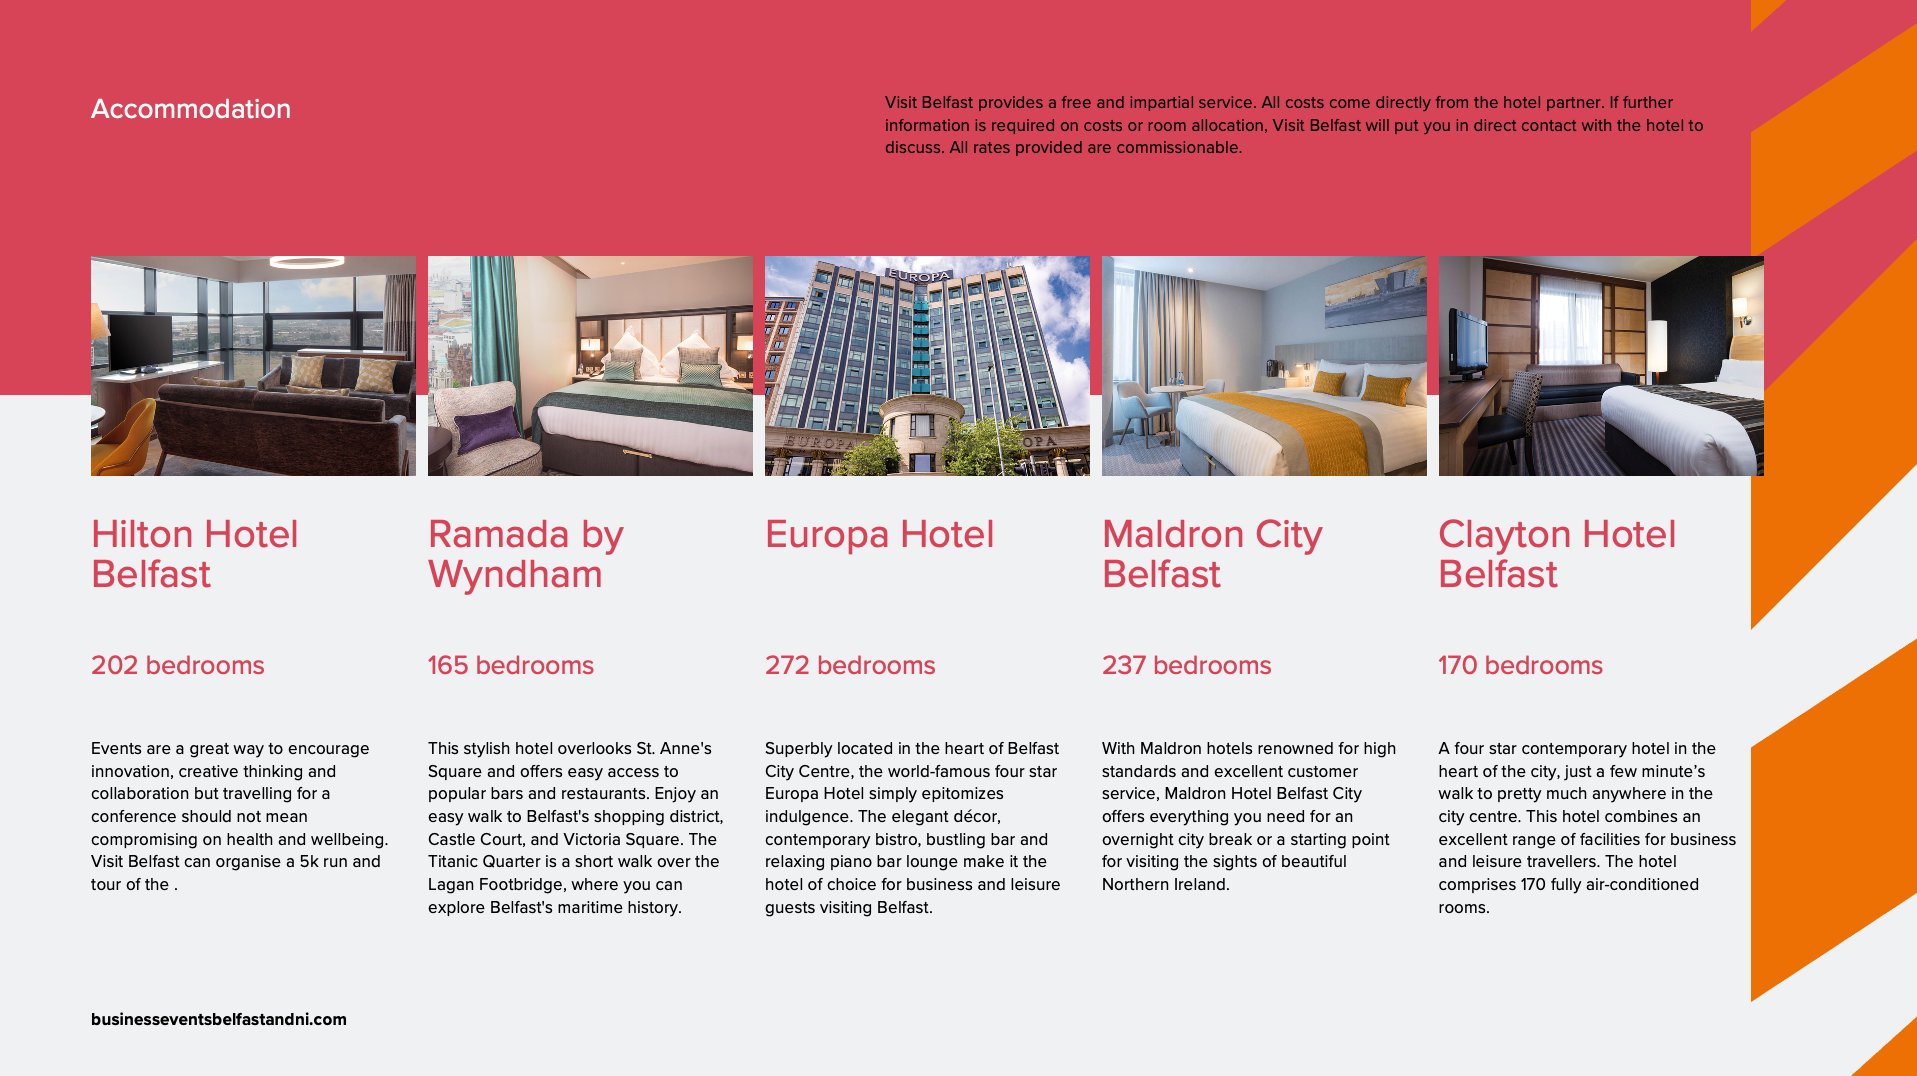 Accommodation
Visit Belfast provides a free and impartial service. All costs come directly from the hotel partner. If further
information is required on costs or room allocation, Visit Belfast will put you in direct contact with the hotel to
discuss. All rates provided are commissionable.
EUROPA
EUROPA
OPA
Hilton Hotel
Belfast
202 bedrooms
Events are a great way to encourage
innovation, creative thinking and
collaboration but travelling for a
conference should not mean
compromising on health and wellbeing.
Visit Belfast can organise a 5k run and
tour of the .
Ramada by
Wyndham
165 bedrooms
This stylish hotel overlooks St. Anne's
Square and offers easy access to
popular bars and restaurants. Enjoy an
easy walk to Belfast's shopping district,
Castle Court, and Victoria Square. The
Titanic Quarter is a short walk over the
Lagan Footbridge, where you can
explore Belfast's maritime history.
Europa Hotel
272 bedrooms
Superbly located in the heart of Belfast
City Centre, the world-famous four star
Europa Hotel simply epitomizes
indulgence. The elegant décor,
contemporary bistro, bustling bar and
relaxing piano bar lounge make it the
hotel of choice for business and leisure
guests visiting Belfast.
Maldron City
Belfast
237 bedrooms
With Maldron hotels renowned for high
standards and excellent customer
service, Maldron Hotel Belfast City
offers everything you need for an
overnight city break or a starting point
for visiting the sights of beautiful
Northern Ireland.
Clayton Hotel
Belfast
170 bedrooms
A four star contemporary hotel in the
heart of the city, just a few minute’s
walk to pretty much anywhere in the
city centre. This hotel combines an
excellent range of facilities for business
and leisure travellers. The hotel
comprises 170 fully air-conditioned
rooms.
businesseventsbelfastandni.com